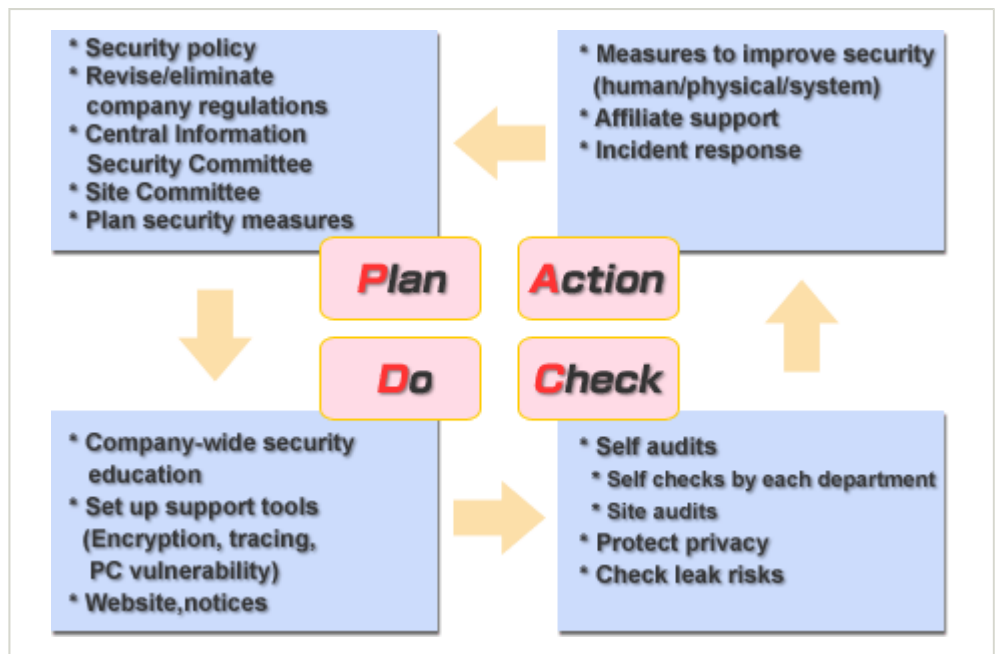 * Security policy
* Revise/eliminate
company regulations
* Central Information
Security Committee
* Site Committee
* Plan security measures
Plan
* Measures to improve security
(human/physical/system)
* Affiliate support
* Incident response
Action
Do
* Company-wide security
education
* Set up support tools
(Encryption, tracing,
PC vulnerability)
* Website,notices
Check
* Self audits
* Self checks by each department
* Site audits
* Protect privacy
* Check leak risks